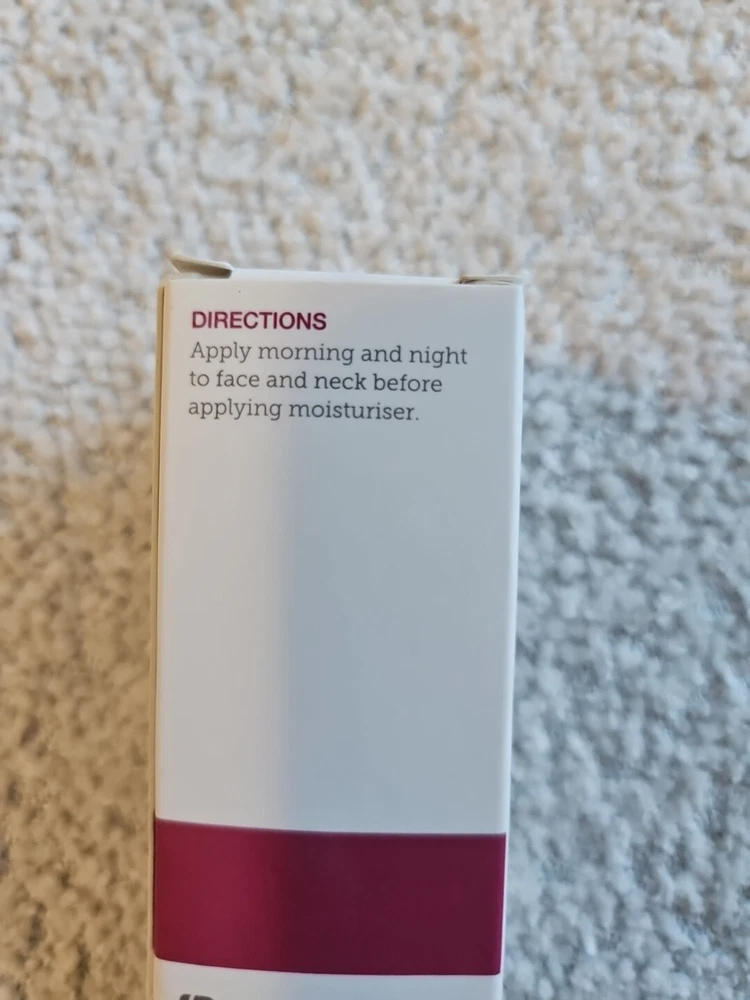 DIRECTIONS
Apply morning and night
to face and neck before
applying moisturiser.